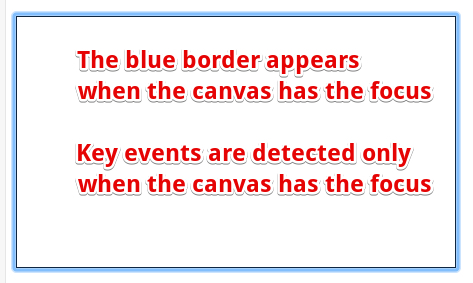 The blue border appears
when the canvas has the focus
Key events are detected only
when the canvas has the focus